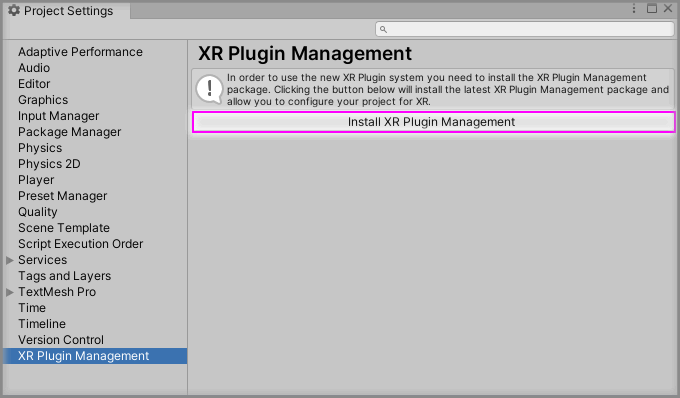 Project Settings
XR Plugin Management
Adaptive Performance
Audio
Editor
Graphics
Input Manager
Package Manager
Physics
Physics 2D
Player
Preset Manager
Quality
Scene Template
Script Execution Order
Services
Tags and Layers
TextMesh Pro
Time
Timeline
Version Control
XR Plugin Management
In order to use the new XR Plugin system you need to install the XR Plugin Management
package. Clicking the button below will install the latest XR Plugin Management package and
allow you to configure your project for XR.
Install XR Plugin Management